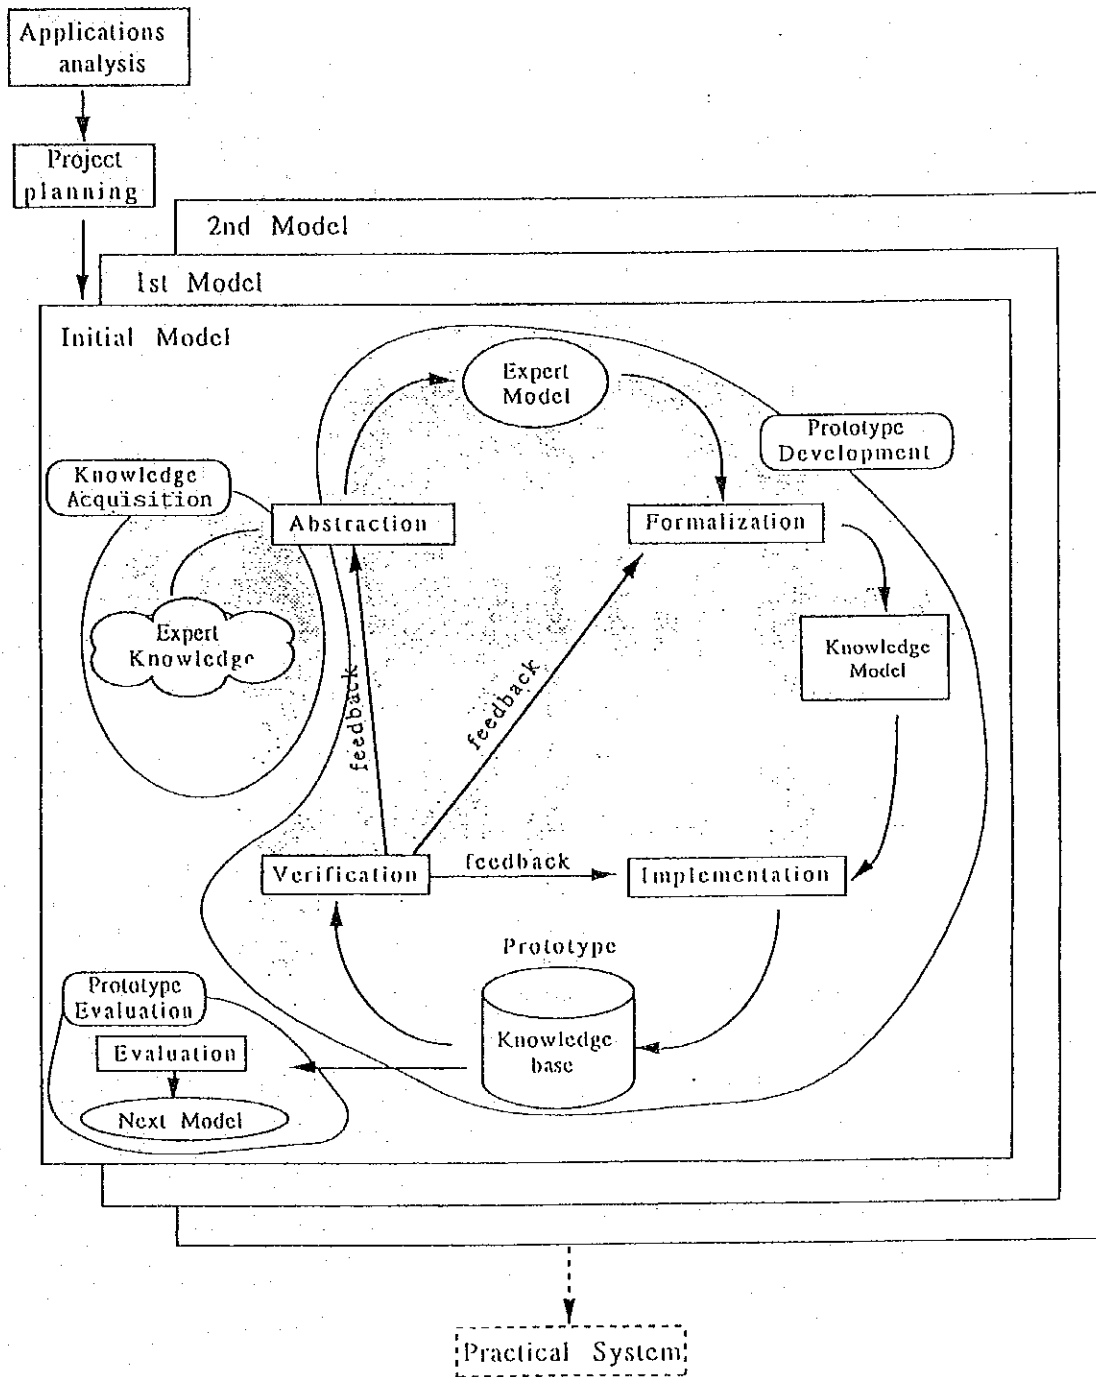 Applications
analysis
Project
planning
2nd Model
1st Model
Initial Model
Expert
Model
Prototype
Development
Knowledge
Acquisition
Abstraction
Formalization
Expert
Knowledge
Knowledge
Model
feedback
feedback
Verification
feedback
Implementation
Prototype
Knowledge
base
Prototype
Evaluation
Evaluation
Next Model
Practical System